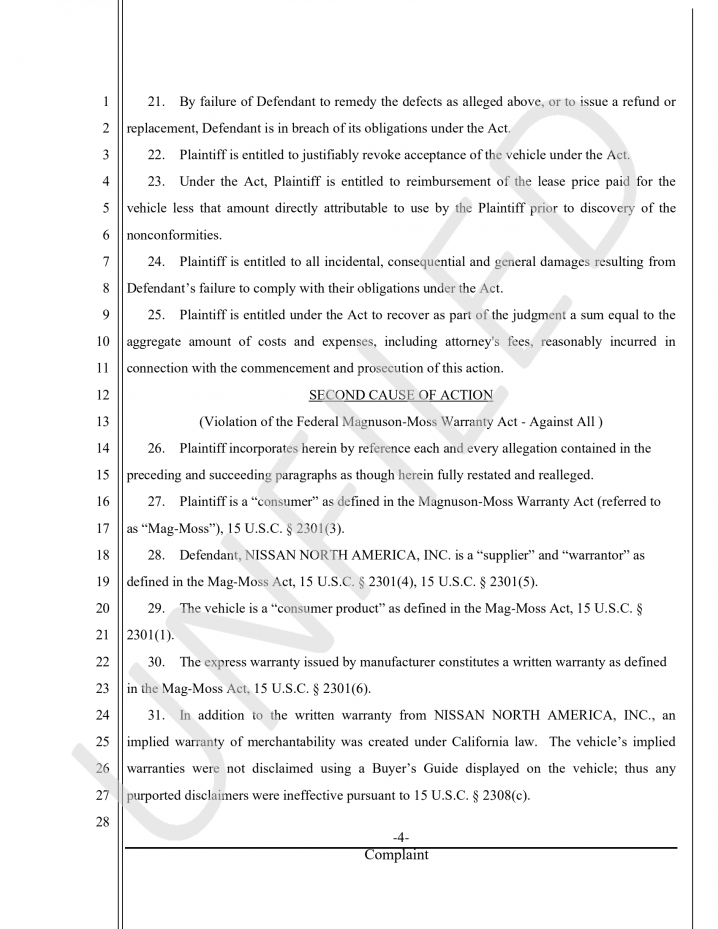 1 21. By failure of Defendant to remedy the defects as alleged above, or to issue a refund or
2 replacement, Defendant is in breach of its obligations under the Act.
3 22. Plaintiff is entitled to justifiably revoke acceptance of the vehicle under the Act.
4 23. Under the Act, Plaintiff is entitled to reimbursement of the lease price paid for the
5 vehicle less that amount directly attributable to use by the Plaintiff prior to discovery of the
6 nonconformities.
7 24. Plaintiff is entitled to all incidental, consequential and general damages resulting from
8 Defendant’s failure to comply with their obligations under the Act.
9 25. Plaintiff is entitled under the Act to recover as part of the judgment a sum equal to the
10 aggregate amount of costs and expenses, including attorney's fees, reasonably incurred in
11 connection with the commencement and prosecution of this action.
12 SECOND CAUSE OF ACTION
13 (Violation of the Federal Magnuson-Moss Warranty Act - Against All )
14 26. Plaintiff incorporates herein by reference each and every allegation contained in the
15 preceding and succeeding paragraphs as though herein fully restated and realleged.
16 27. Plaintiff is a “consumer” as defined in the Magnuson-Moss Warranty Act (referred to
17 as “Mag-Moss”), 15 U.S.C. § 2301(3).
18 28. Defendant, NISSAN NORTH AMERICA, INC. is a “supplier” and “warrantor” as
19 defined in the Mag-Moss Act, 15 U.S.C. § 2301(4), 15 U.S.C. § 2301(5).
20 29. The vehicle is a “consumer product” as defined in the Mag-Moss Act, 15 U.S.C. §
21 2301(1).
22 30. The express warranty issued by manufacturer constitutes a written warranty as defined
23 in the Mag-Moss Act, 15 U.S.C. § 2301(6).
24 31. In addition to the written warranty from NISSAN NORTH AMERICA, INC., an
25 implied warranty of merchantability was created under California law. The vehicle’s implied
26 warranties were not disclaimed using a Buyer’s Guide displayed on the vehicle; thus any
27 purported disclaimers were ineffective pursuant to 15 U.S.C. § 2308(c).
28
-4-
Complaint
UNFILED